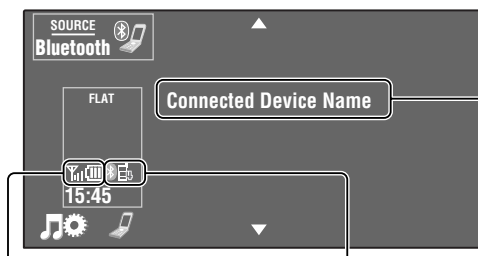 SOURCE
Bluetooth
FLAT
Connected Device Name
15:45